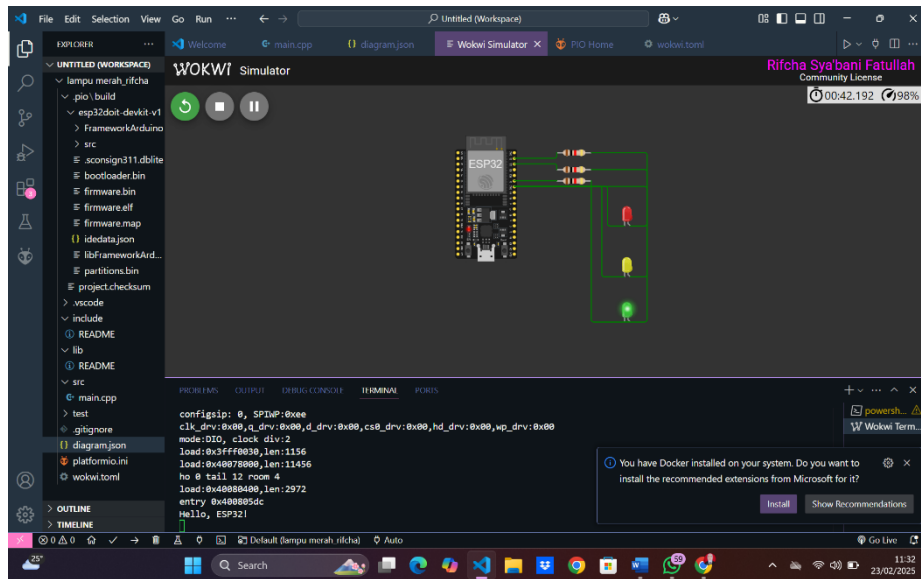 File Edit Selection View Go Run ··· Untitled (Workspace)
EXPLORER ···
Welcome main.cpp diagram.json Wokwi Simulator PIO Home wokwi.toml
UNTITLED (WORKSPACE)
lampu merah_rifcha
.pio \ build
esp32doit-devkit-v1
FrameworkArduino
src
.sconsign311.dblite
bootloader.bin
firmware.bin
firmware.elf
firmware.map
idedata.json
libFrameworkArd...
partitions.bin
project.checksum
.vscode
include
README
lib
README
src
main.cpp
test
.gitignore
diagram.json
platformio.ini
wokwi.toml
OUTLINE
TIMELINE
WOKWI Simulator
Rifcha Sya'bani Fatullah
Community License
00:42.192 98%
ESP32
PROBLEMS OUTPUT DEBUG CONSOLE TERMINAL PORTS
configsip: 0, SPIWP:0xee
clk_drv:0x00,q_drv:0x00,d_drv:0x00,cs0_drv:0x00,hd_drv:0x00,wp_drv:0x00
mode:DIO, clock div:2
load:0x3fff0030,len:1156
load:0x40078000,len:11456
ho 0 tail 12 room 4
load:0x40080400,len:2972
entry 0x400805dc
Hello, ESP32!
powersh...
Wokwi Term...
You have Docker installed on your system. Do you want to
install the recommended extensions from Microsoft for it?
Install Show Recommendations
0 0 Default (lampu merah_rifcha) Auto Go Live
25°
Search
59
11:32
23/02/2025